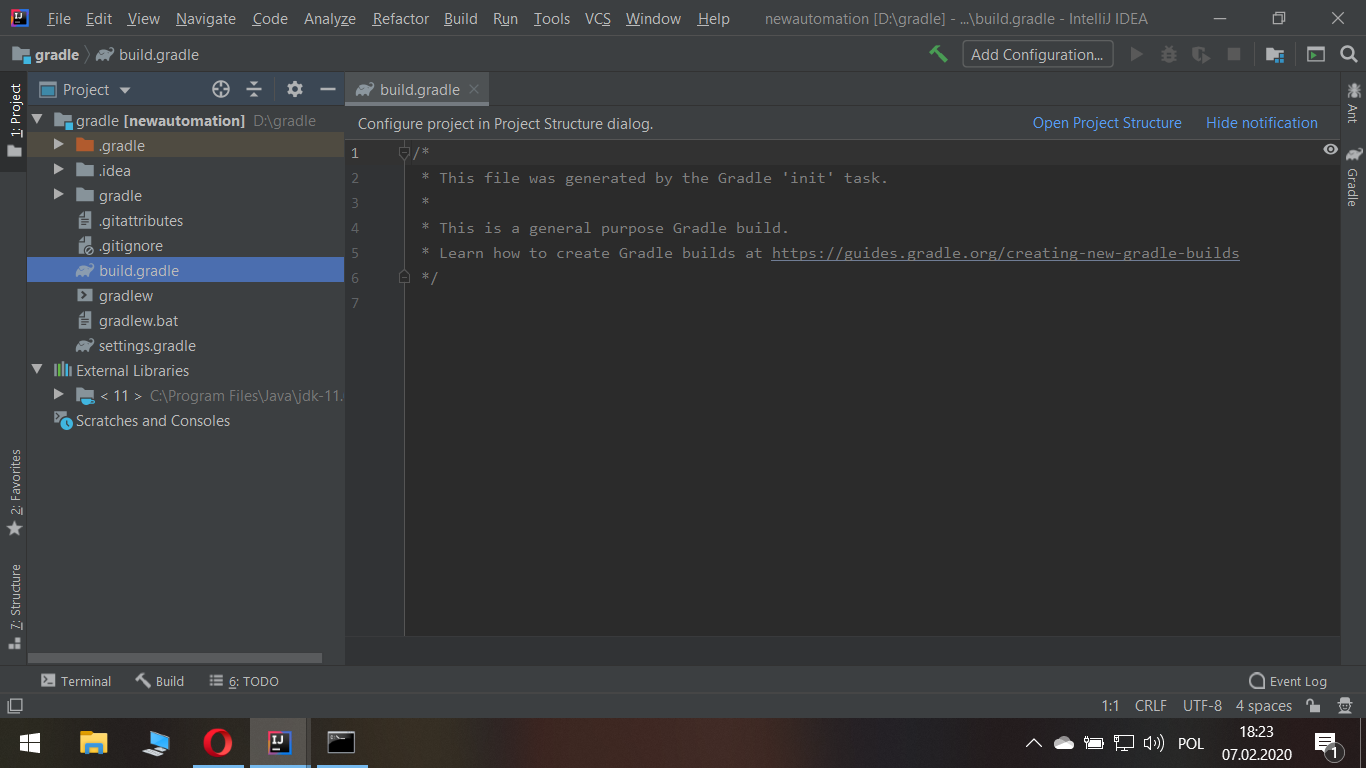 File Edit View Navigate Code Analyze Refactor Build Run Tools VCS Window Help newautomation [D:\gradle] - ...\build.gradle - IntelliJ IDEA
gradle build.gradle Add Configuration...
1: Project
Project
build.gradle
gradle [newautomation] D:\gradle
.gradle
.idea
gradle
.gitattributes
.gitignore
build.gradle
gradlew
gradlew.bat
settings.gradle
External Libraries
< 11 > C:\Program Files\Java\jdk-11.
Scratches and Consoles
Configure project in Project Structure dialog. Open Project Structure Hide notification
1 /*
2 * This file was generated by the Gradle 'init' task.
3 *
4 * This is a general purpose Gradle build.
5 * Learn how to create Gradle builds at https://guides.gradle.org/creating-new-gradle-builds
6 */
7
Ant
Gradle
2: Favorites
7: Structure
Terminal Build 6: TODO Event Log
1:1 CRLF UTF-8 4 spaces
IJ
POL
18:23
07.02.2020
1